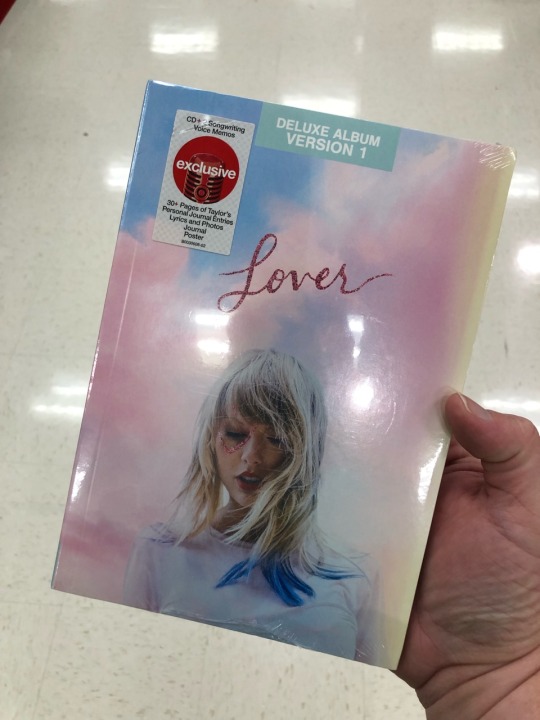 CD + 2 Songwriting
Voice Memos
exclusive
30+ Pages of Taylor's
Personal Journal Entries
Lyrics and Photos
Journal
Poster
DELUXE ALBUM
VERSION 1
Lover